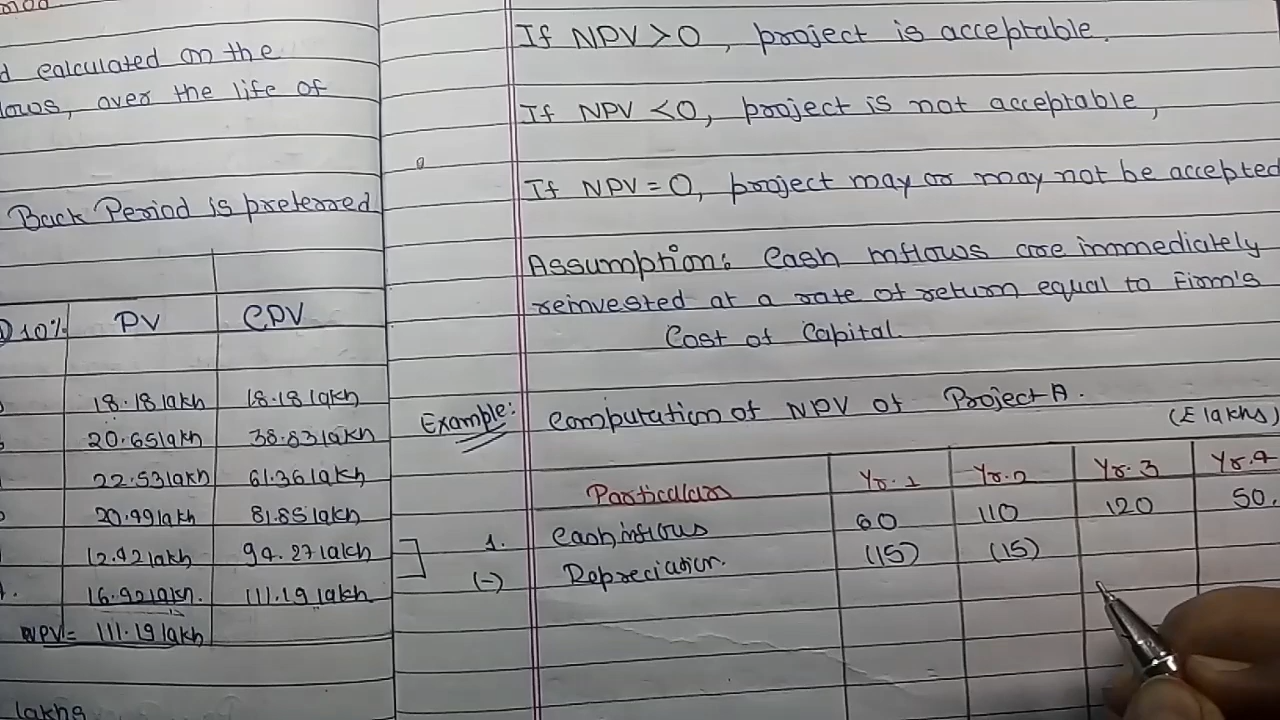 d calculated on the
lows, over the life of
Back Period is preferred
10% PV CPV
18.18 lakh 18.18 lakh
20.65 lakh 38.83 lakh
22.53 lakh 61.36 lakh
20.49 lakh 81.85 lakh
12.42 lakh 94.27 lakh
16.92 lakh. 111.19 lakh
NPV= 111.19 lakh
lakhs
If NPV > 0, project is acceptable.
If NPV < 0, project is not acceptable,
If NPV = 0, project may or may not be accepted
Assumption: Cash inflows are immediately
reinvested at a rate of return equal to Firm's
Cost of Capital.
Example: Computation of NPV of Project A.
(₤ lakhs)
Particulars Yr. 1 Yr. 2 Yr. 3 Yr. 4
1. Cash inflows 60 110 120 50.
(-) Depreciation. (15) (15)